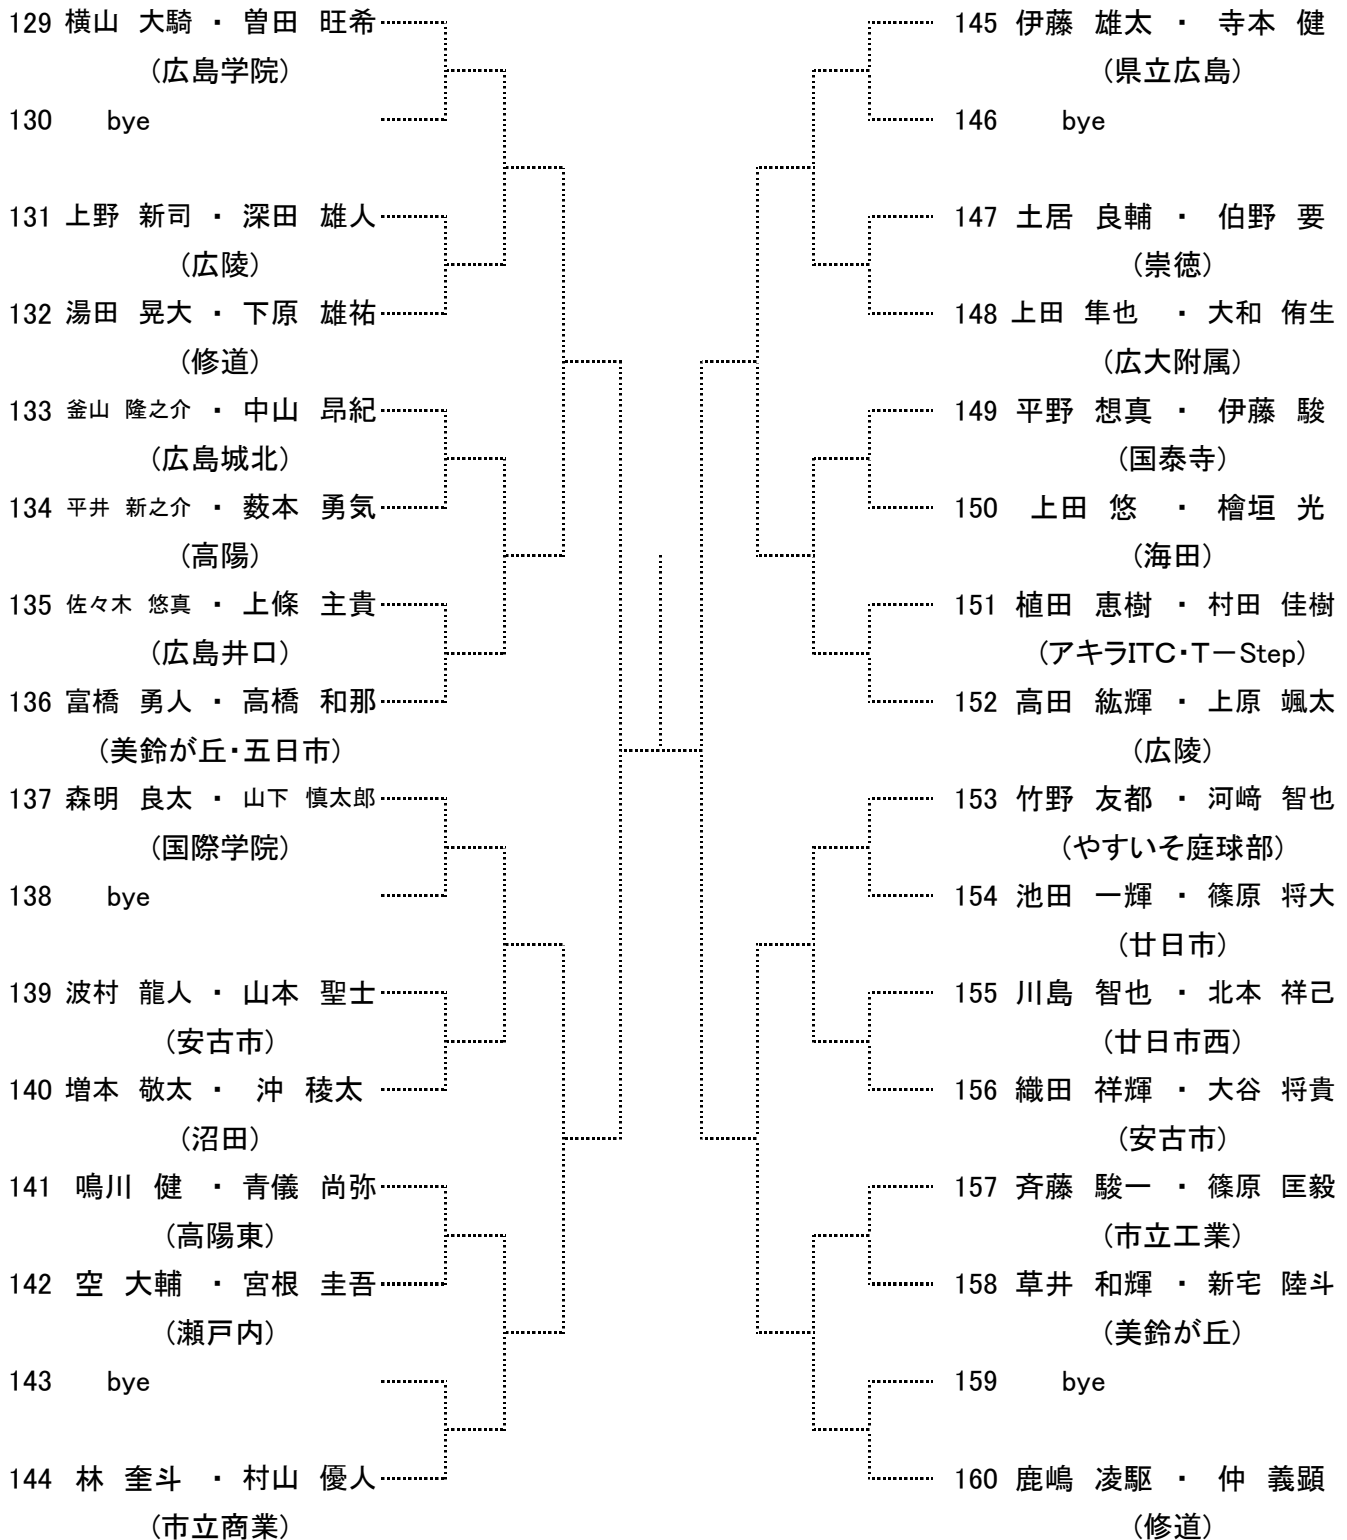 129 横山 大騎 ・ 曽田 旺希
(広島学院)
130 bye
131 上野 新司 ・ 深田 雄人
(広陵)
132 湯田 晃大 ・ 下原 雄祐
(修道)
133 釜山 隆之介 ・ 中山 昂紀
(広島城北)
134 平井 新之介 ・ 薮本 勇気
(高陽)
135 佐々木 悠真 ・ 上條 主貴
(広島井口)
136 富橋 勇人 ・ 高橋 和那
(美鈴が丘・五日市)
137 森明 良太 ・ 山下 慎太郎
(国際学院)
138 bye
139 波村 龍人 ・ 山本 聖士
(安古市)
140 増本 敬太 ・ 沖 稜太
(沼田)
141 鳴川 健 ・ 青儀 尚弥
(高陽東)
142 空 大輔 ・ 宮根 圭吾
(瀬戸内)
143 bye
144 林 奎斗 ・ 村山 優人
(市立商業)
145 伊藤 雄太 ・ 寺本 健
(県立広島)
146 bye
147 土居 良輔 ・ 伯野 要
(崇徳)
148 上田 隼也 ・ 大和 侑生
(広大附属)
149 平野 想真 ・ 伊藤 駿
(国泰寺)
150 上田 悠 ・ 檜垣 光
(海田)
151 植田 恵樹 ・ 村田 佳樹
(アキラITC・T－Step)
152 高田 紘輝 ・ 上原 颯太
(広陵)
153 竹野 友都 ・ 河﨑 智也
(やすいそ庭球部)
154 池田 一輝 ・ 篠原 将大
(廿日市)
155 川島 智也 ・ 北本 祥己
(廿日市西)
156 織田 祥輝 ・ 大谷 将貴
(安古市)
157 斉藤 駿一 ・ 篠原 匡毅
(市立工業)
158 草井 和輝 ・ 新宅 陸斗
(美鈴が丘)
159 bye
160 鹿嶋 凌駆 ・ 仲 義顕
(修道)